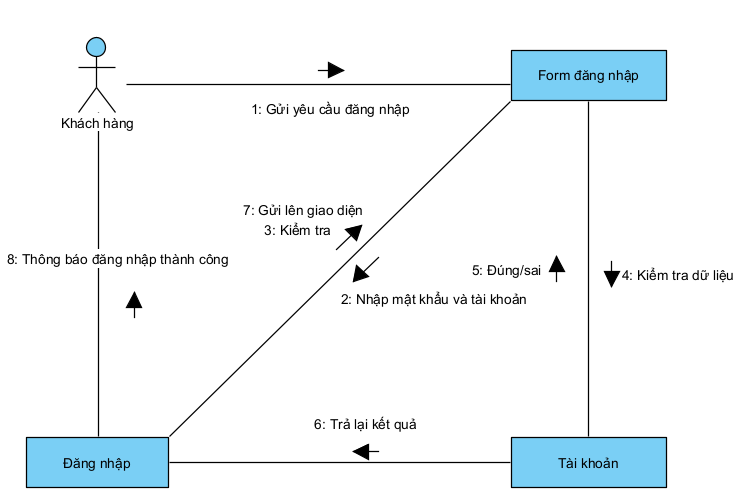 Form đăng nhập
1: Gửi yêu cầu đăng nhập
Khách hàng
7: Gửi lên giao diện
3: Kiểm tra
8: Thông báo đăng nhập thành công
5: Đúng/sai
4: Kiểm tra dữ liệu
2: Nhập mật khẩu và tài khoản
6: Trả lại kết quả
Đăng nhập
Tài khoản